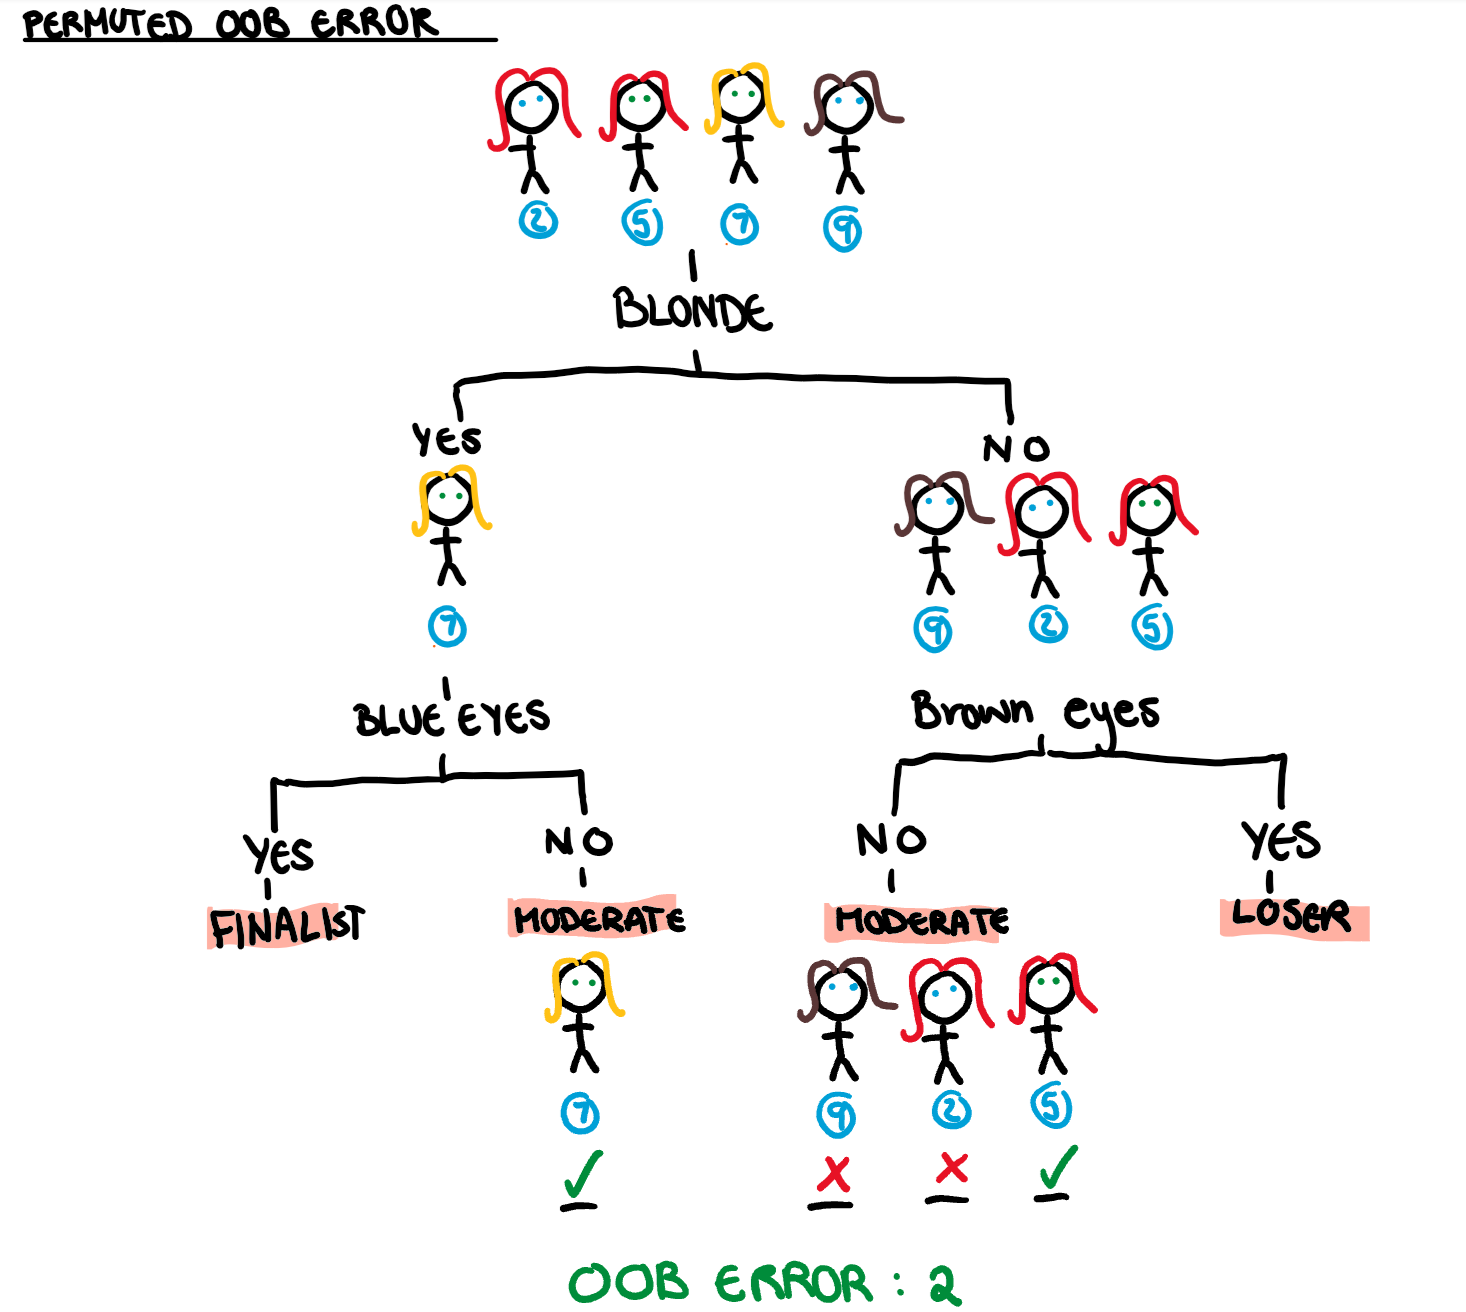 PERMUTED OOB ERROR
2 5 7 9
BLONDE
YES NO
7 9 2 5
BLUE EYES Brown eyes
YES NO NO YES
FINALIST MODERATE MODERATE LOSER
7 9 2 5
OOB ERROR : 2